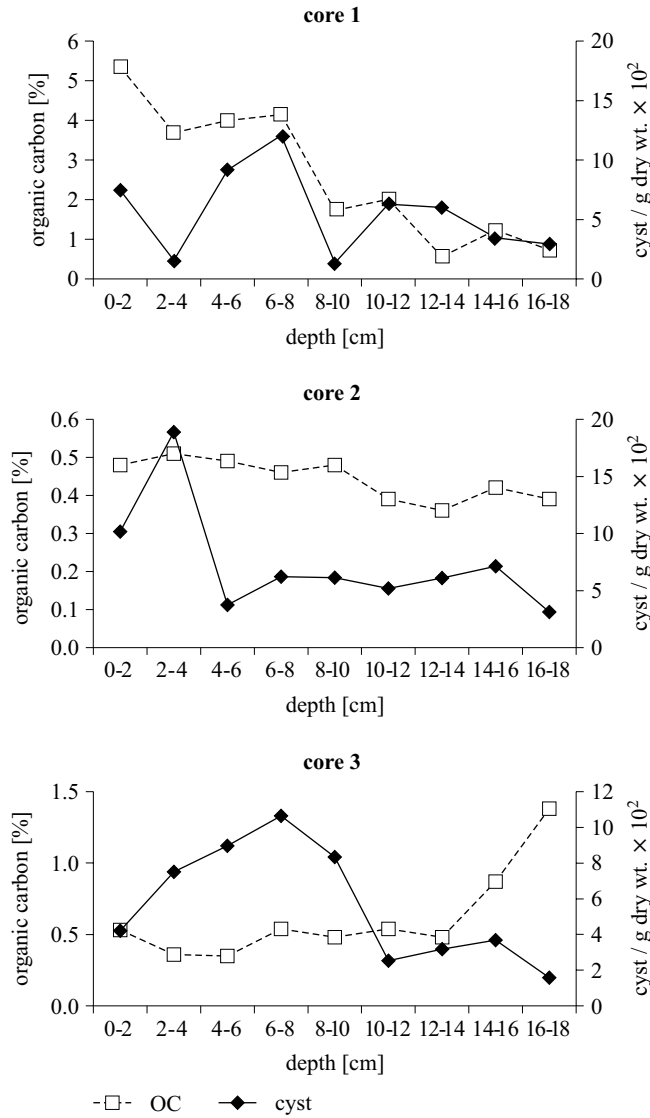 core 1
organic carbon [%]
6
5
4
3
2
1
0
20
15
10
5
0
cyst / g dry wt. × 10²
0-2 2-4 4-6 6-8 8-10 10-12 12-14 14-16 16-18
depth [cm]
core 2
organic carbon [%]
0.6
0.5
0.4
0.3
0.2
0.1
0.0
20
15
10
5
0
cyst / g dry wt. × 10²
0-2 2-4 4-6 6-8 8-10 10-12 12-14 14-16 16-18
depth [cm]
core 3
organic carbon [%]
1.5
1.0
0.5
0.0
12
10
8
6
4
2
0
cyst / g dry wt. × 10²
0-2 2-4 4-6 6-8 8-10 10-12 12-14 14-16 16-18
depth [cm]
OC cyst